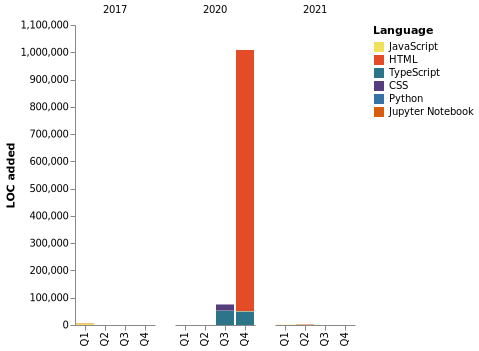 2017 2020 2021
LOC added
1,100,000
1,000,000
900,000
800,000
700,000
600,000
500,000
400,000
300,000
200,000
100,000
0
Q1 Q2 Q3 Q4 Q1 Q2 Q3 Q4 Q1 Q2 Q3 Q4
Language
JavaScript
HTML
TypeScript
CSS
Python
Jupyter Notebook